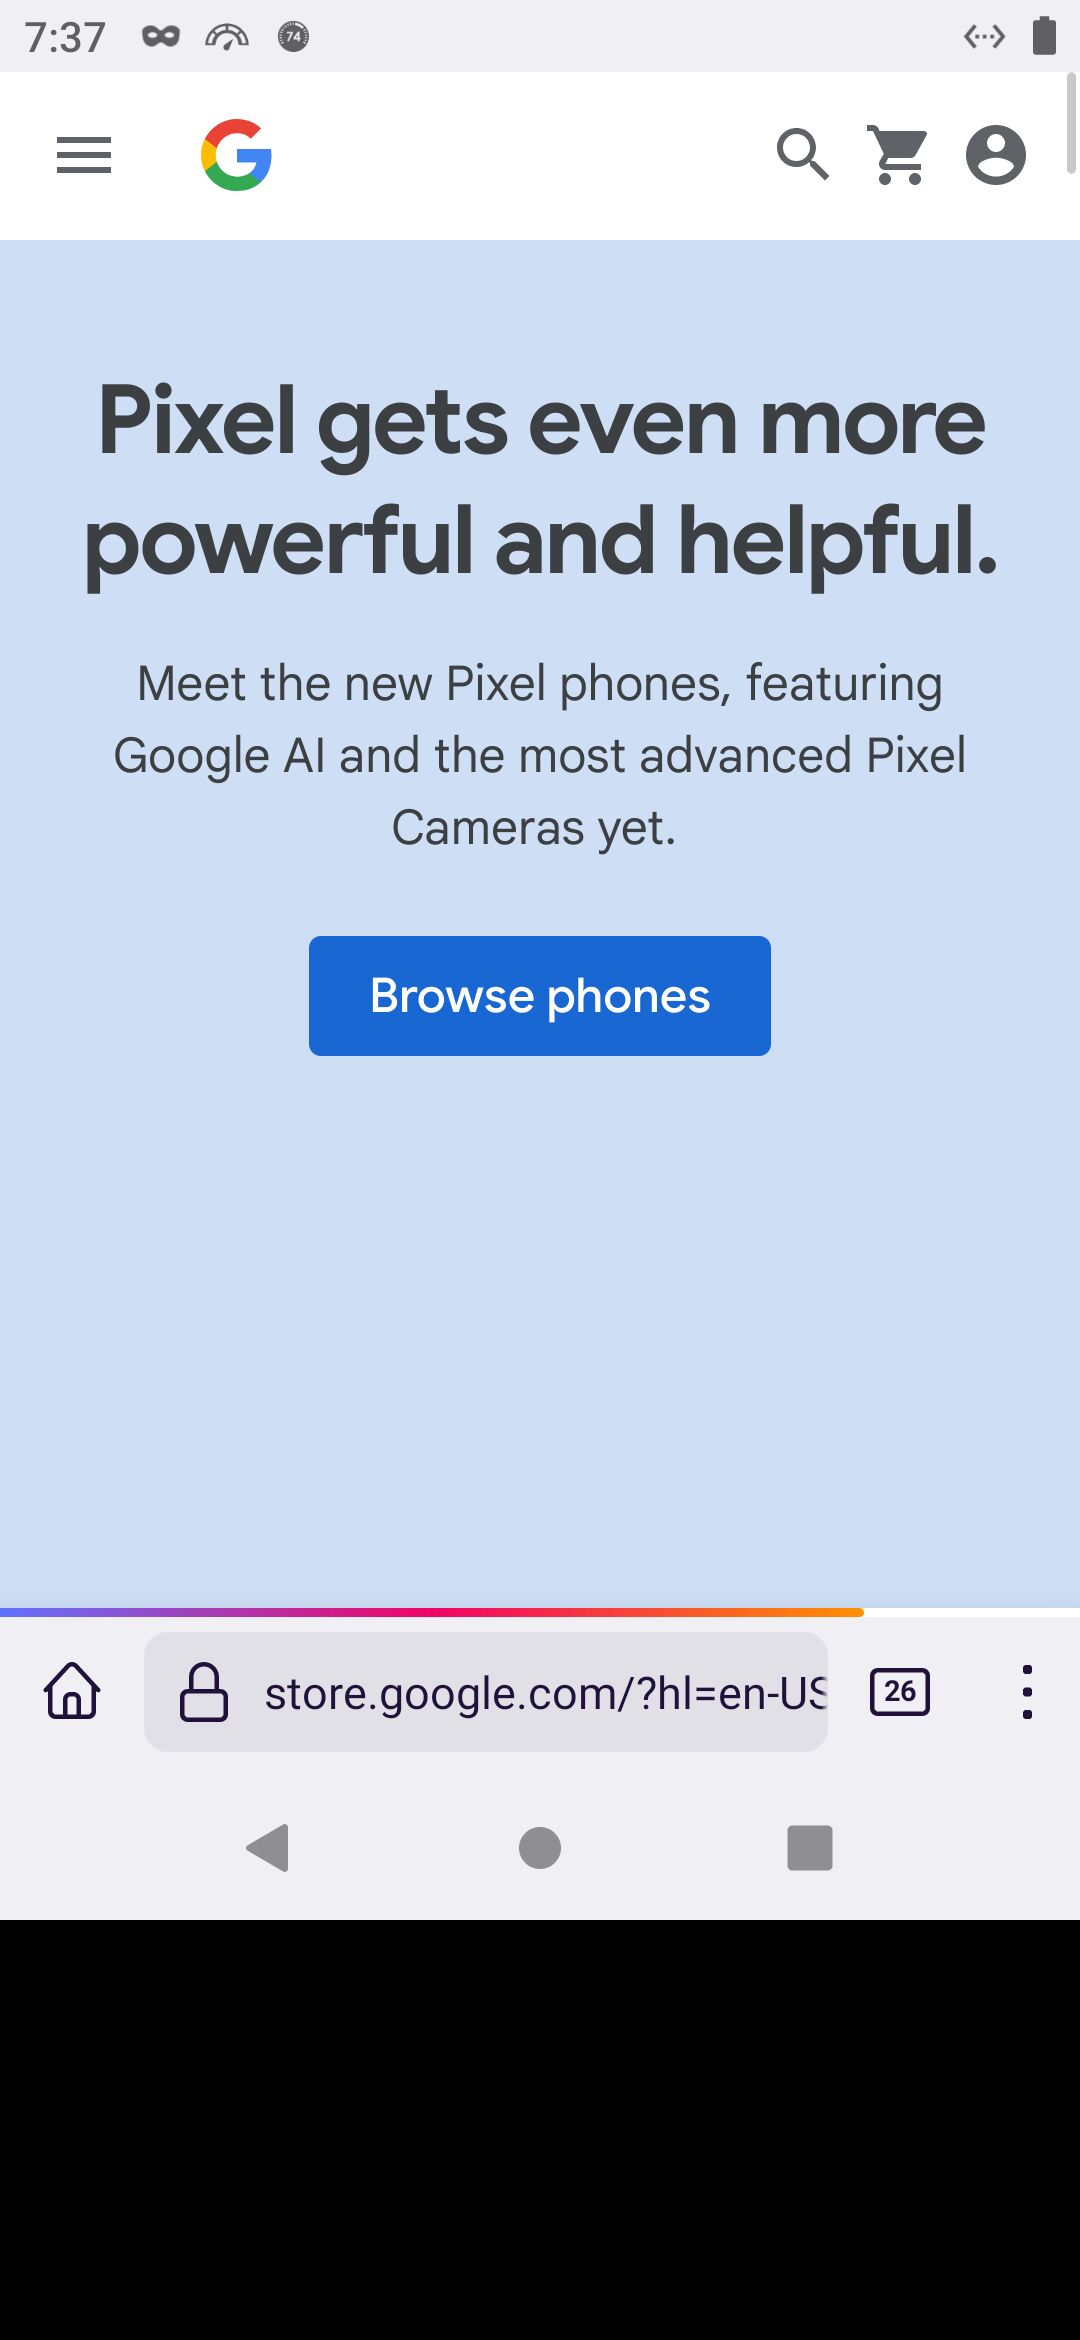 7:37
74
Pixel gets even more
powerful and helpful.
Meet the new Pixel phones, featuring
Google AI and the most advanced Pixel
Cameras yet.
Browse phones
store.google.com/?hl=en-US
26